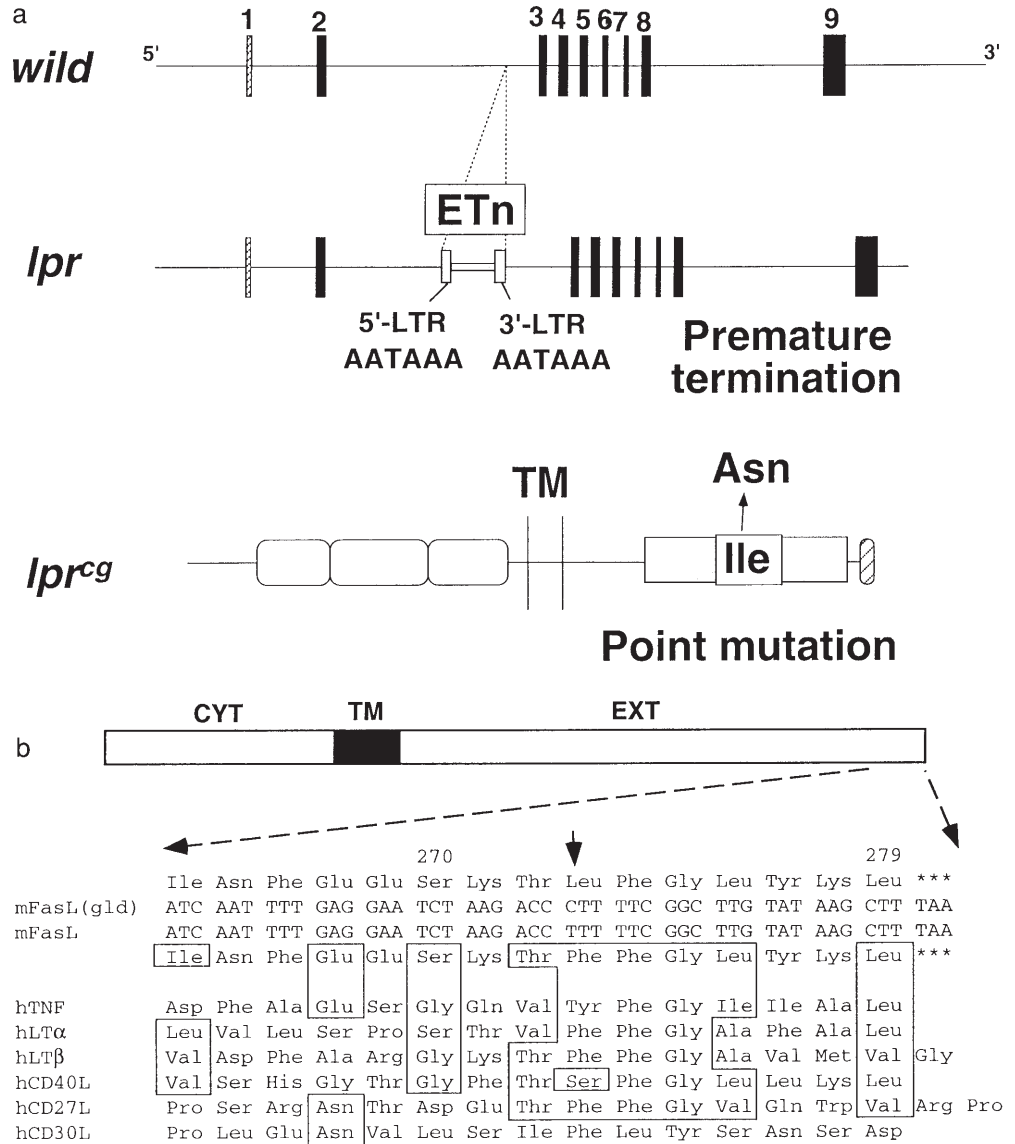 a
1 2 3 4 5 6 7 8 9
5' 3'
wild
ETn
lpr
5'-LTR 3'-LTR
AATAAA AATAAA
Premature
termination
TM
Asn
lprcg
Ile
Point mutation
CYT TM EXT
b
270 279
Ile Asn Phe Glu Glu Ser Lys Thr Leu Phe Gly Leu Tyr Lys Leu ***
mFasL(gld) ATC AAT TTT GAG GAA TCT AAG ACC CTT TTC GGC TTG TAT AAG CTT TAA
mFasL ATC AAT TTT GAG GAA TCT AAG ACC TTT TTC GGC TTG TAT AAG CTT TAA
Ile Asn Phe Glu Glu Ser Lys Thr Phe Phe Gly Leu Tyr Lys Leu ***
hTNF Asp Phe Ala Glu Ser Gly Gln Val Tyr Phe Gly Ile Ile Ala Leu
hLTα Leu Val Leu Ser Pro Ser Thr Val Phe Phe Gly Ala Phe Ala Leu
hLTβ Val Asp Phe Ala Arg Gly Lys Thr Phe Phe Gly Ala Val Met Val Gly
hCD40L Val Ser His Gly Thr Gly Phe Thr Ser Phe Gly Leu Leu Lys Leu
hCD27L Pro Ser Arg Asn Thr Asp Glu Thr Phe Phe Gly Val Gln Trp Val Arg Pro
hCD30L Pro Leu Glu Asn Val Leu Ser Ile Phe Leu Tyr Ser Asn Ser Asp